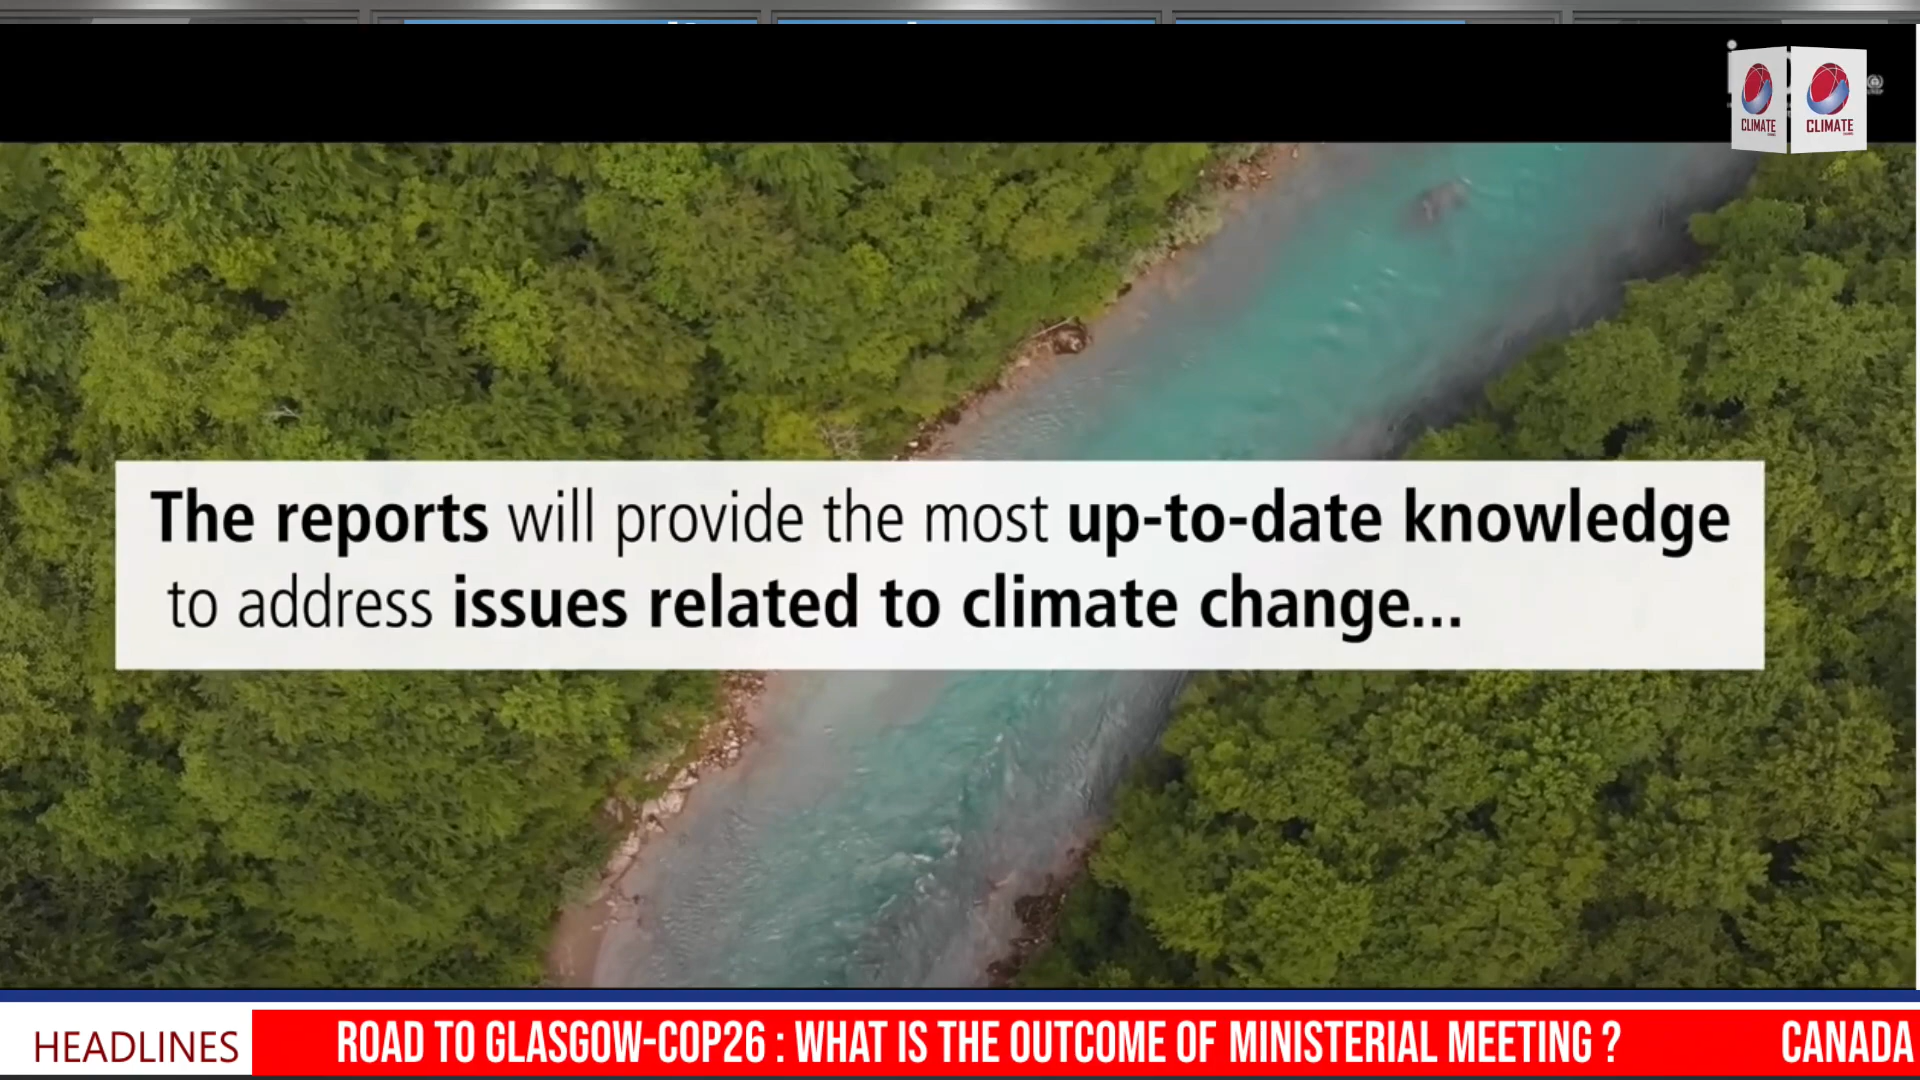 CLIMATE
CLIMATE
The reports will provide the most up-to-date knowledge
to address issues related to climate change...
HEADLINES
ROAD TO GLASGOW-COP26 : WHAT IS THE OUTCOME OF MINISTERIAL MEETING ?
CANADA